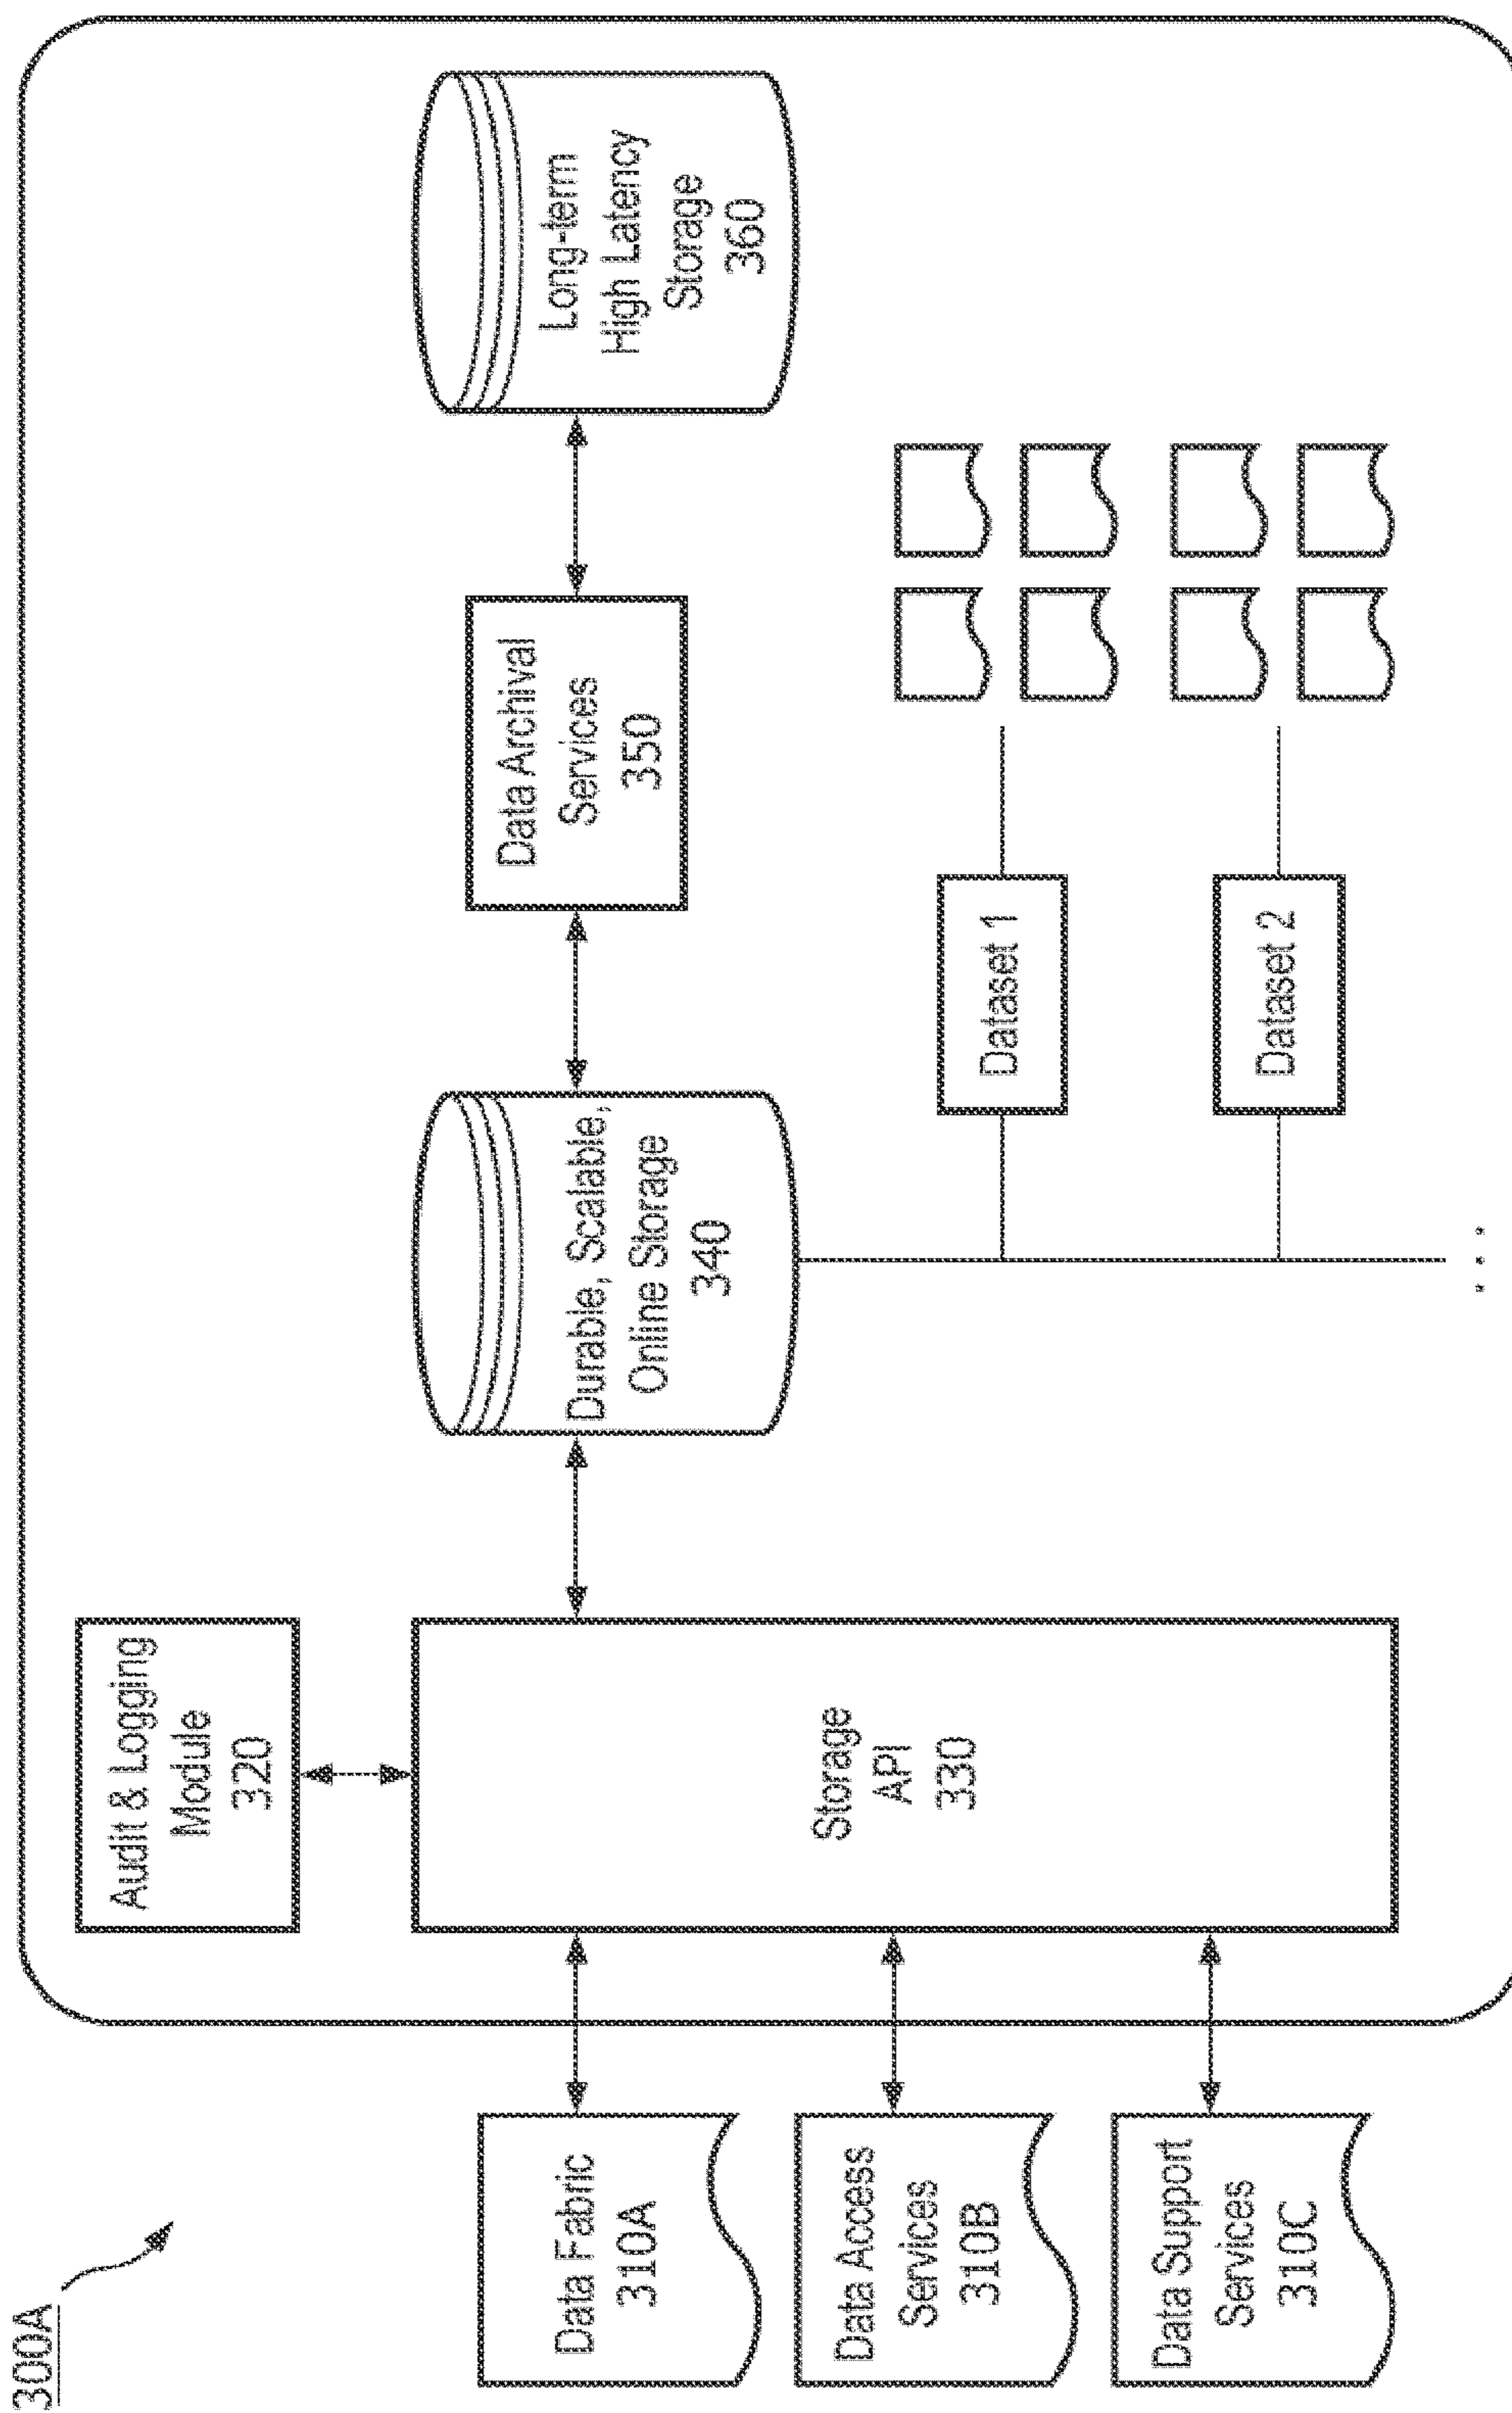 300A
Audit & Logging
Module
320
Data Fabric
310A
Data Access
Services
310B
Data Support
Services
310C
Storage
API
330
Durable, Scalable,
Online Storage
340
Data Archival
Services
350
Long-term
High Latency
Storage
360
Dataset 1
Dataset 2
...